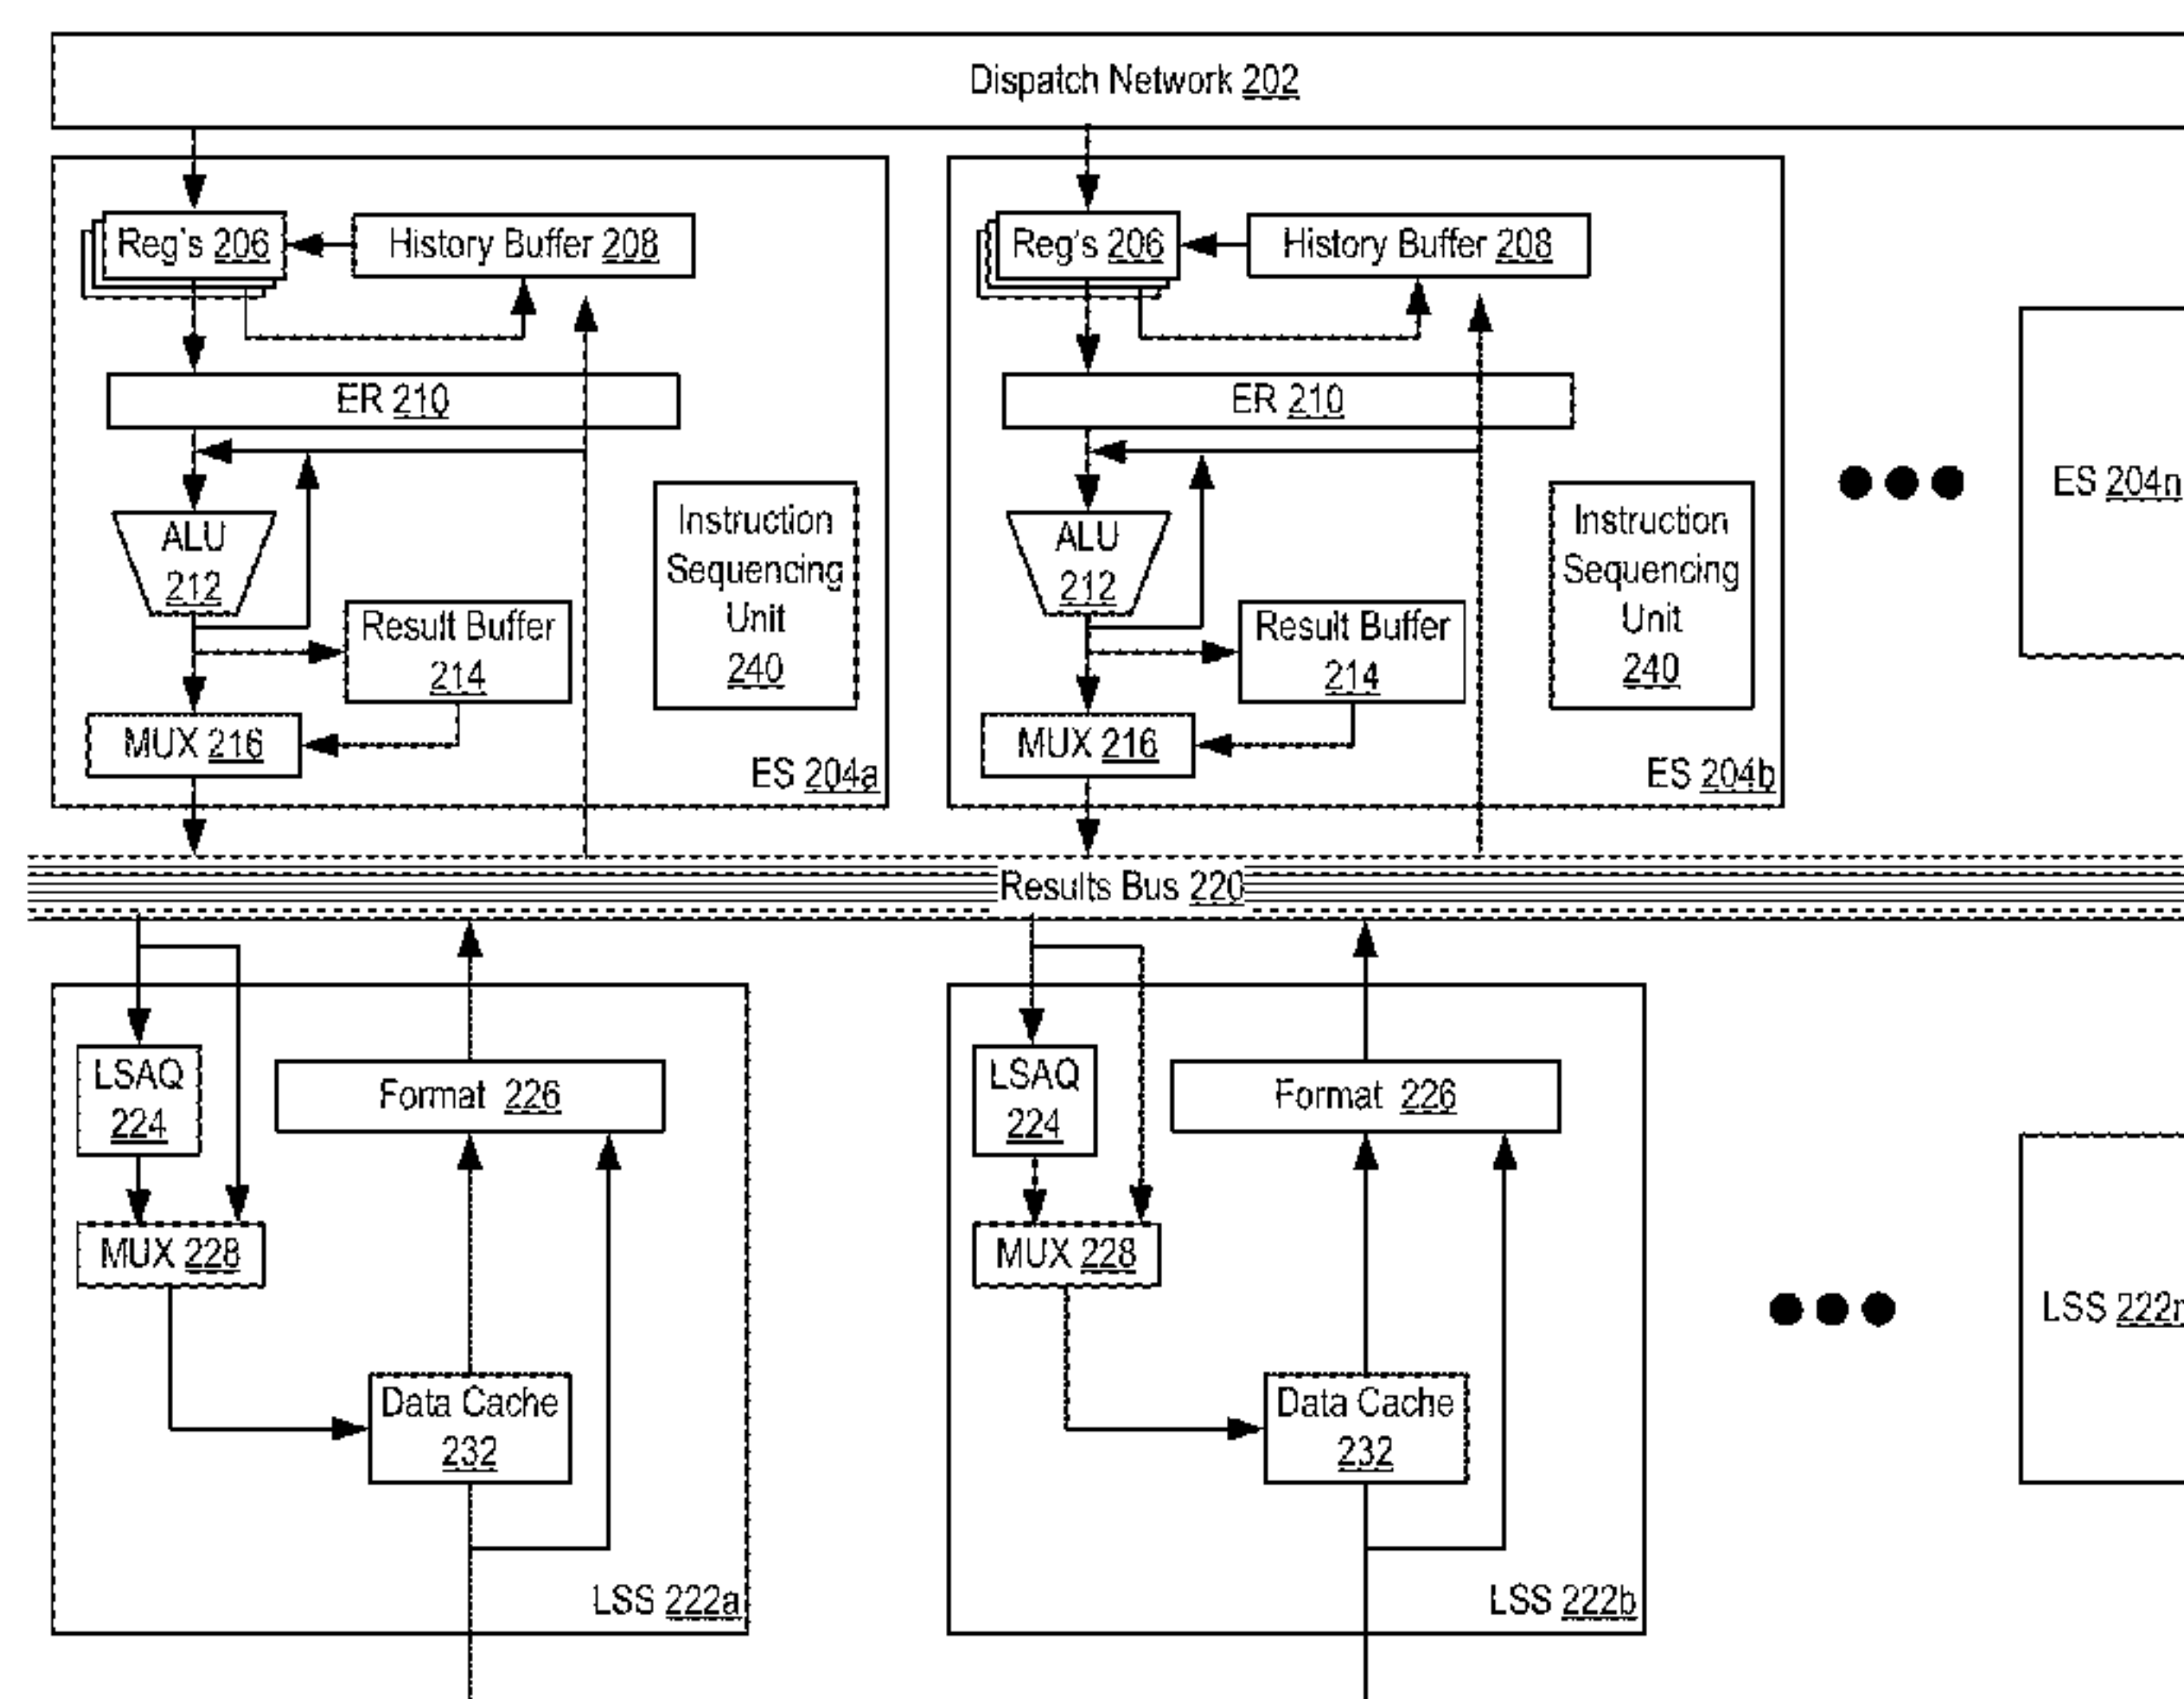 Dispatch Network 202
Reg's 206
History Buffer 208
ER 210
ALU
212
Result Buffer
214
MUX 216
Instruction
Sequencing
Unit
240
ES 204a
Reg's 206
History Buffer 208
ER 210
ALU
212
Result Buffer
214
MUX 216
Instruction
Sequencing
Unit
240
ES 204b
ES 204n
Results Bus 220
LSAQ
224
Format 226
MUX 228
Data Cache
232
LSS 222a
LSAQ
224
Format 226
MUX 228
Data Cache
232
LSS 222b
LSS